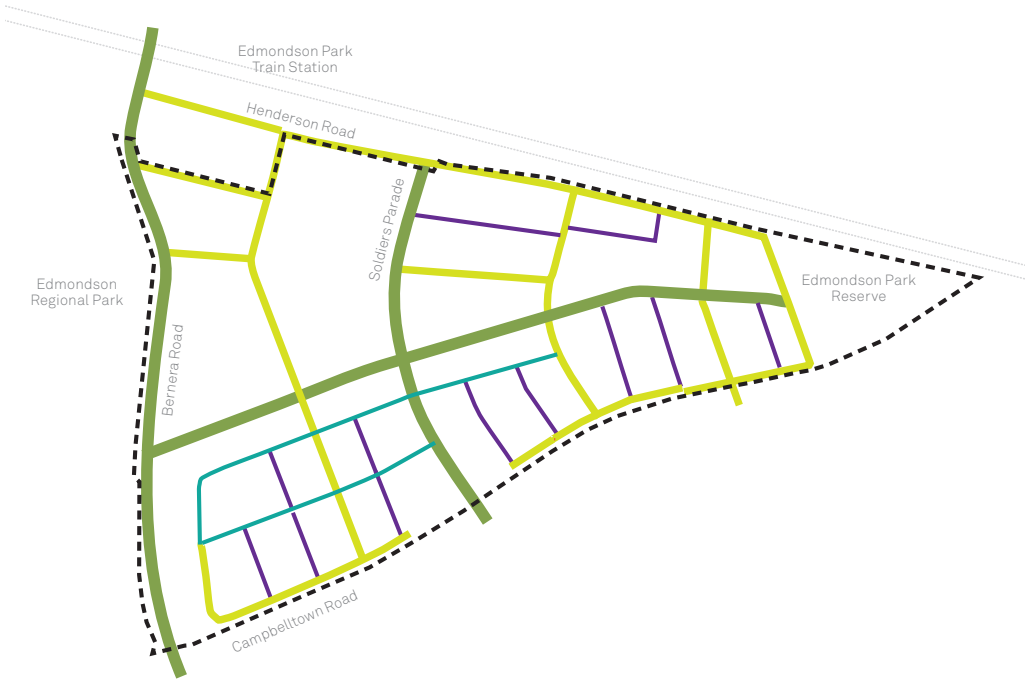 Edmondson Park
Train Station
Henderson Road
Soldiers Parade
Edmondson
Regional Park
Edmondson Park
Reserve
Bernera Road
Campbelltown Road